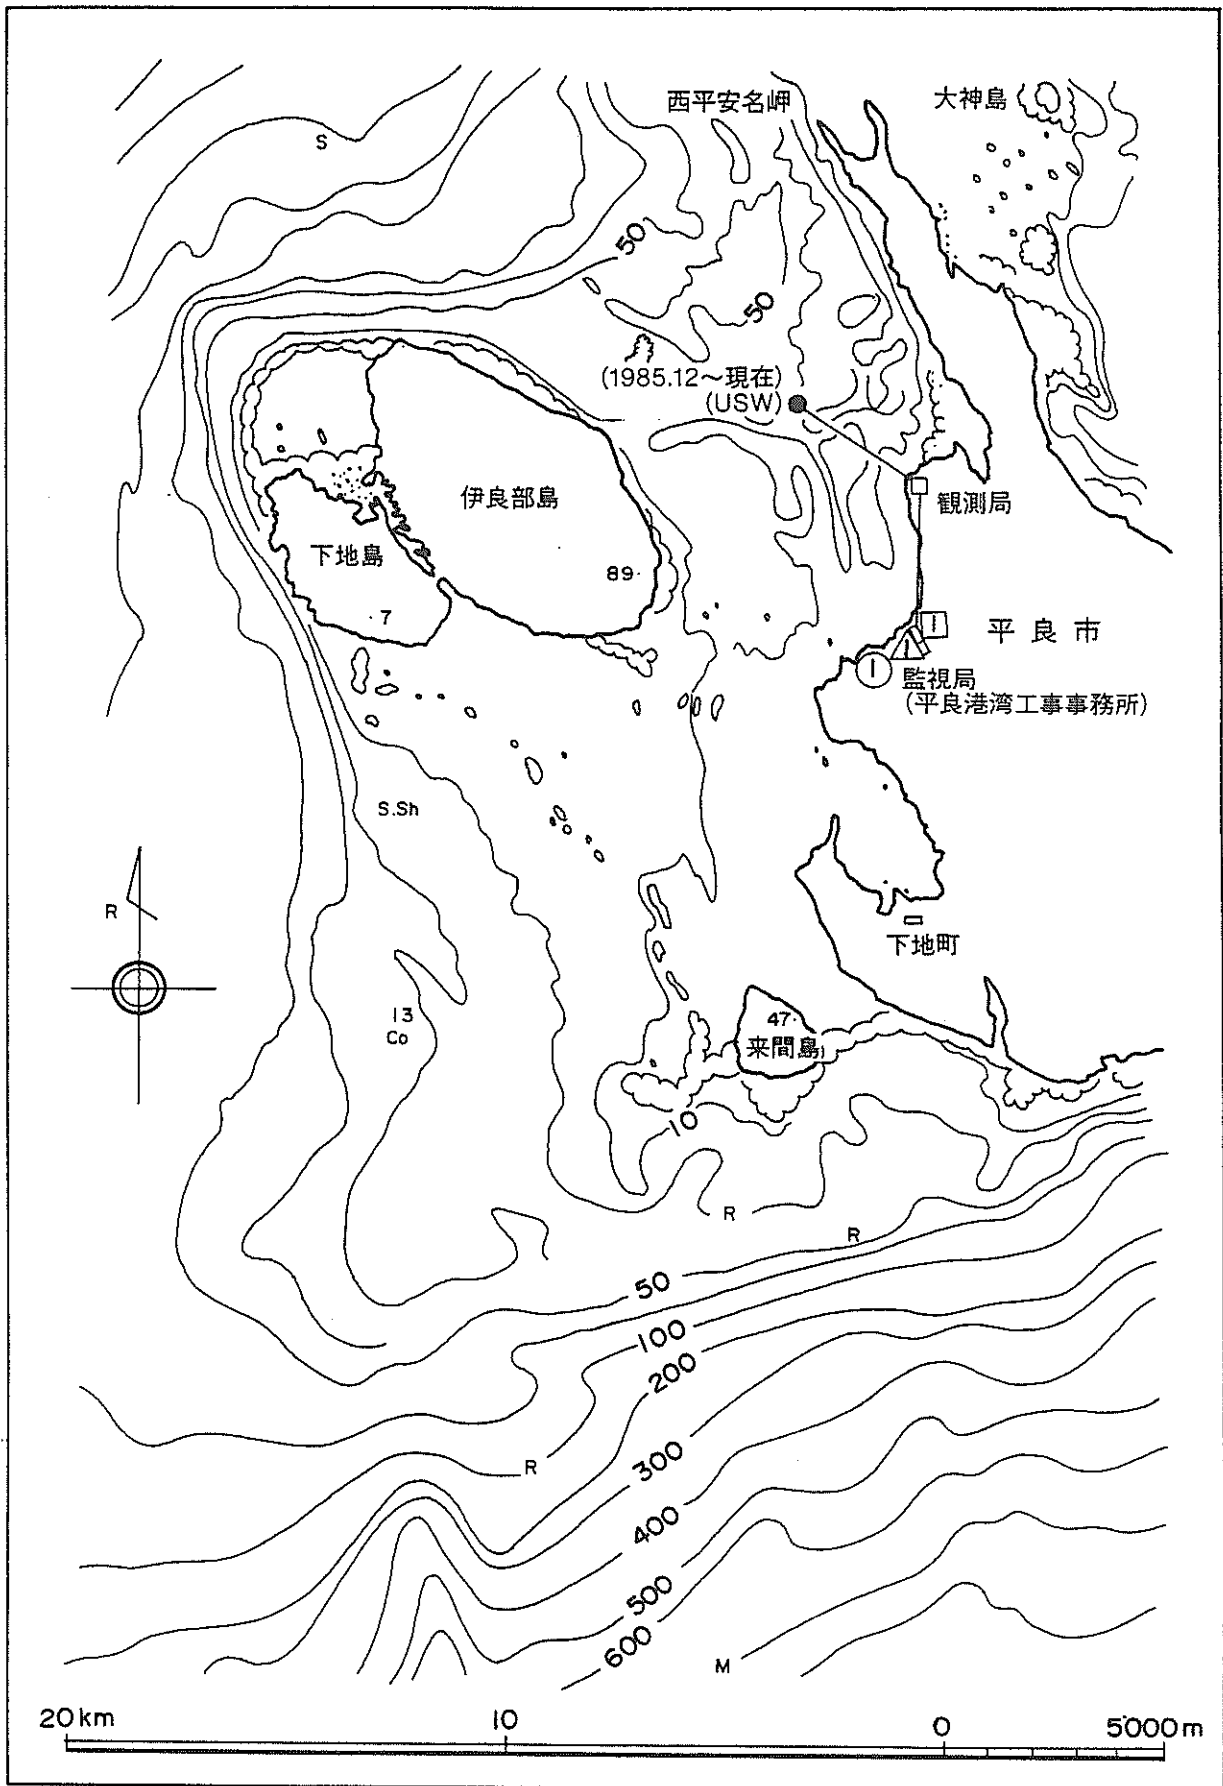 西平安名岬
大神島
S
50
50
(1985.12～現在)
(USW)
観測局
伊良部島
下地島
89
7
1
平良市
1
1
監視局
(平良港湾工事事務所)
S.Sh
R
下地町
13
Co
47
来間島
10
R
R
50
100
200
R
300
400
500
600
M
20km
10
0
5000m